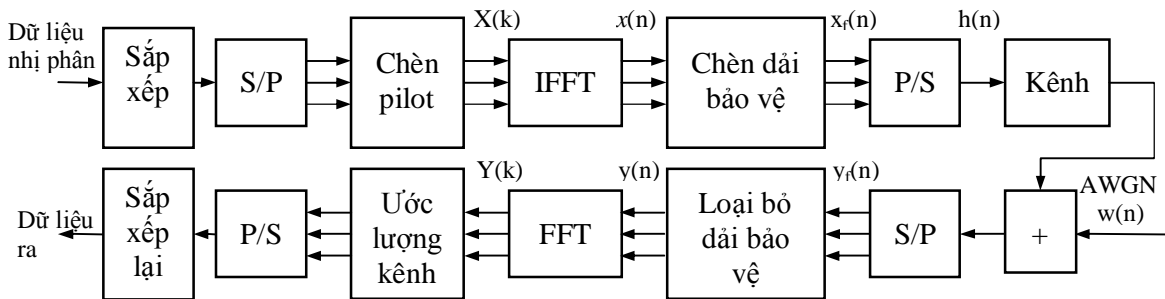 Dữ liệu
nhị phân
Sắp
xếp
S/P
Chèn
pilot
X(k)
IFFT
x(n)
Chèn dải
bảo vệ
x_f(n)
P/S
h(n)
Kênh
Dữ liệu
ra
Sắp
xếp
lại
P/S
Ước
lượng
kênh
Y(k)
FFT
y(n)
Loại bỏ
dải bảo
vệ
y_f(n)
S/P
+
AWGN
w(n)